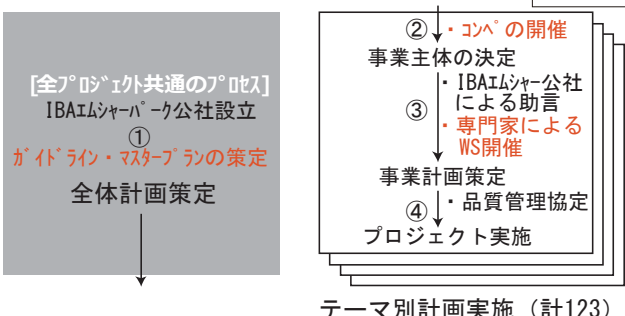 [全プロジェクト共通のプロセス]
IBAエムシャーパーク公社設立
①
ガイドライン・マスタープランの策定
全体計画策定
②・コンペの開催
事業主体の決定
・IBAエムシャー公社
による助言
③
・専門家による
WS開催
事業計画策定
④・品質管理協定
プロジェクト実施
テーマ別計画実施（計123）